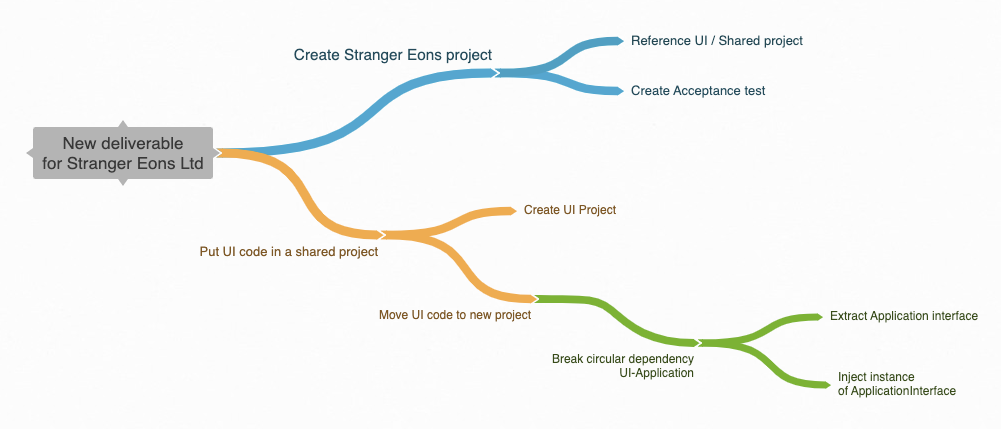 New deliverable
for Stranger Eons Ltd
Create Stranger Eons project
Reference UI / Shared project
Create Acceptance test
Put UI code in a shared project
Create UI Project
Move UI code to new project
Break circular dependency
UI-Application
Extract Application interface
Inject instance
of ApplicationInterface